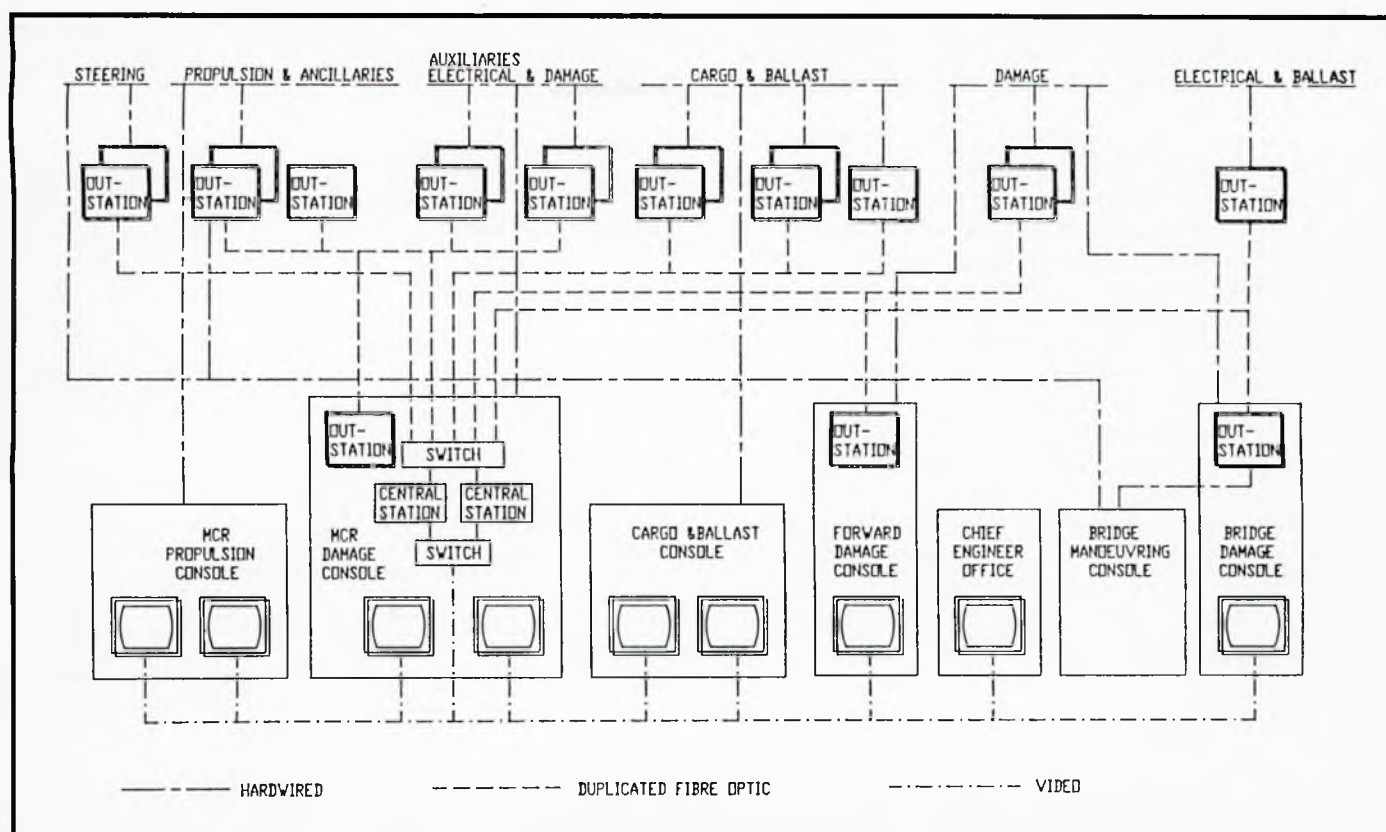 AUXILIARIES
STEERING PROPULSION & ANCILLARIES ELECTRICAL & DAMAGE CARGO & BALLAST DAMAGE ELECTRICAL & BALLAST
OUT-
STATION
OUT-
STATION
OUT-
STATION
OUT-
STATION
OUT-
STATION
OUT-
STATION
OUT-
STATION
OUT-
STATION
OUT-
STATION
OUT-
STATION
MCR
PROPULSION
CONSOLE
OUT-
STATION
SWITCH
CENTRAL
STATION
CENTRAL
STATION
SWITCH
MCR
DAMAGE
CONSOLE
CARGO &BALLAST
CONSOLE
OUT-
STATION
FORWARD
DAMAGE
CONSOLE
CHIEF
ENGINEER
OFFICE
BRIDGE
MANOEUVRING
CONSOLE
OUT-
STATION
BRIDGE
DAMAGE
CONSOLE
HARDWIRED DUPLICATED FIBRE OPTIC VIDEO